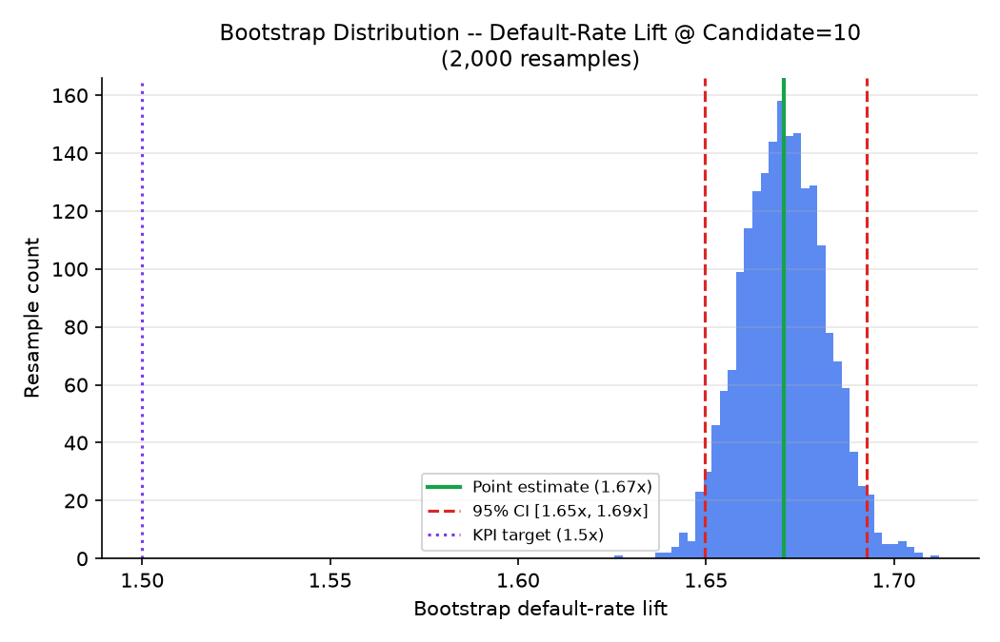 Bootstrap Distribution -- Default-Rate Lift @ Candidate=10
(2,000 resamples)
Resample count
160
140
120
100
80
60
40
20
0
Point estimate (1.67x)
95% CI [1.65x, 1.69x]
KPI target (1.5x)
1.50 1.55 1.60 1.65 1.70
Bootstrap default-rate lift